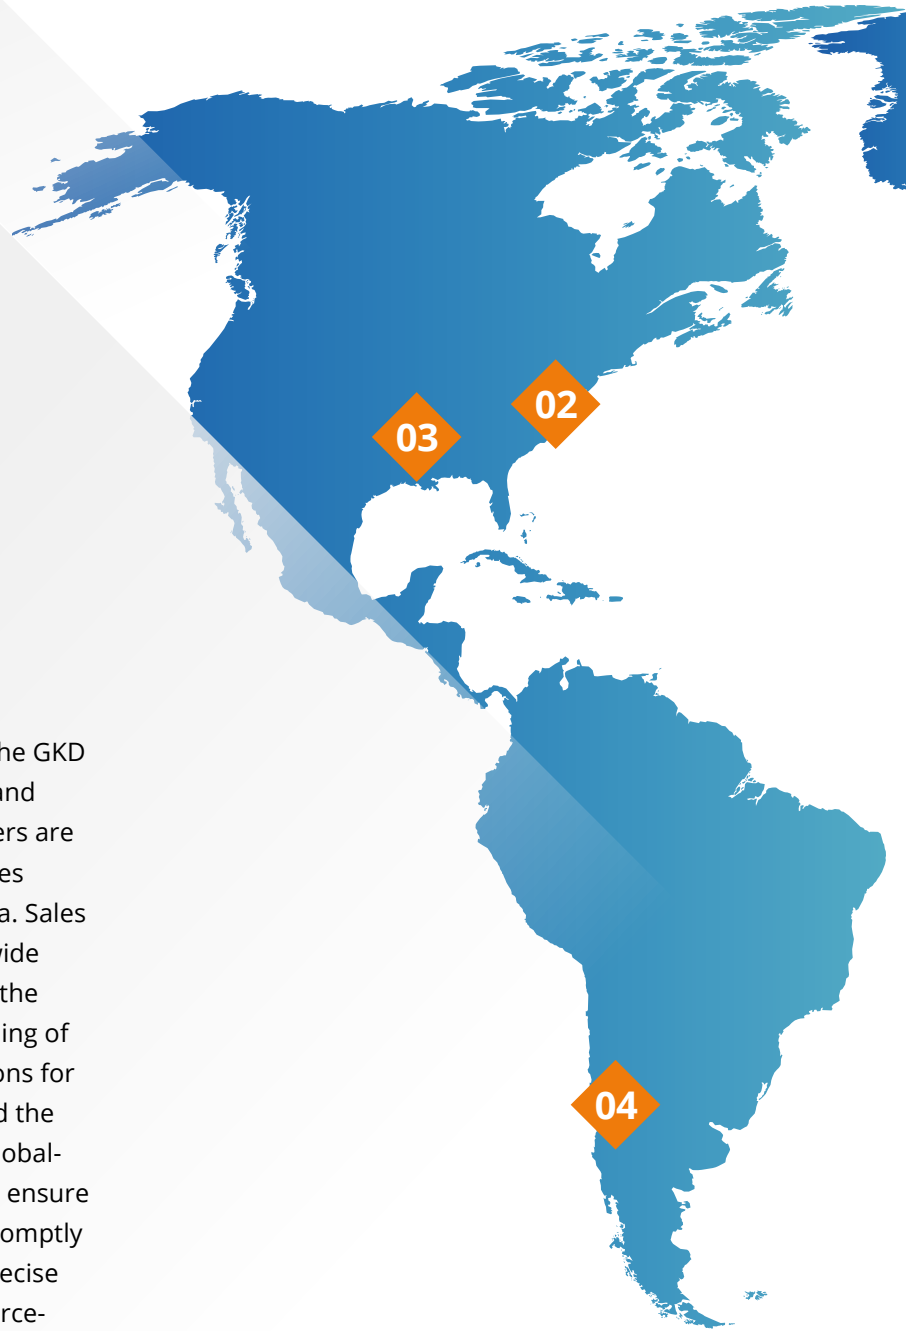 02
03
he GKD
and
ers are
es
a. Sales
vide
the
ing of
ons for
d the
obal-
ensure
omptly
ecise
rce-
04